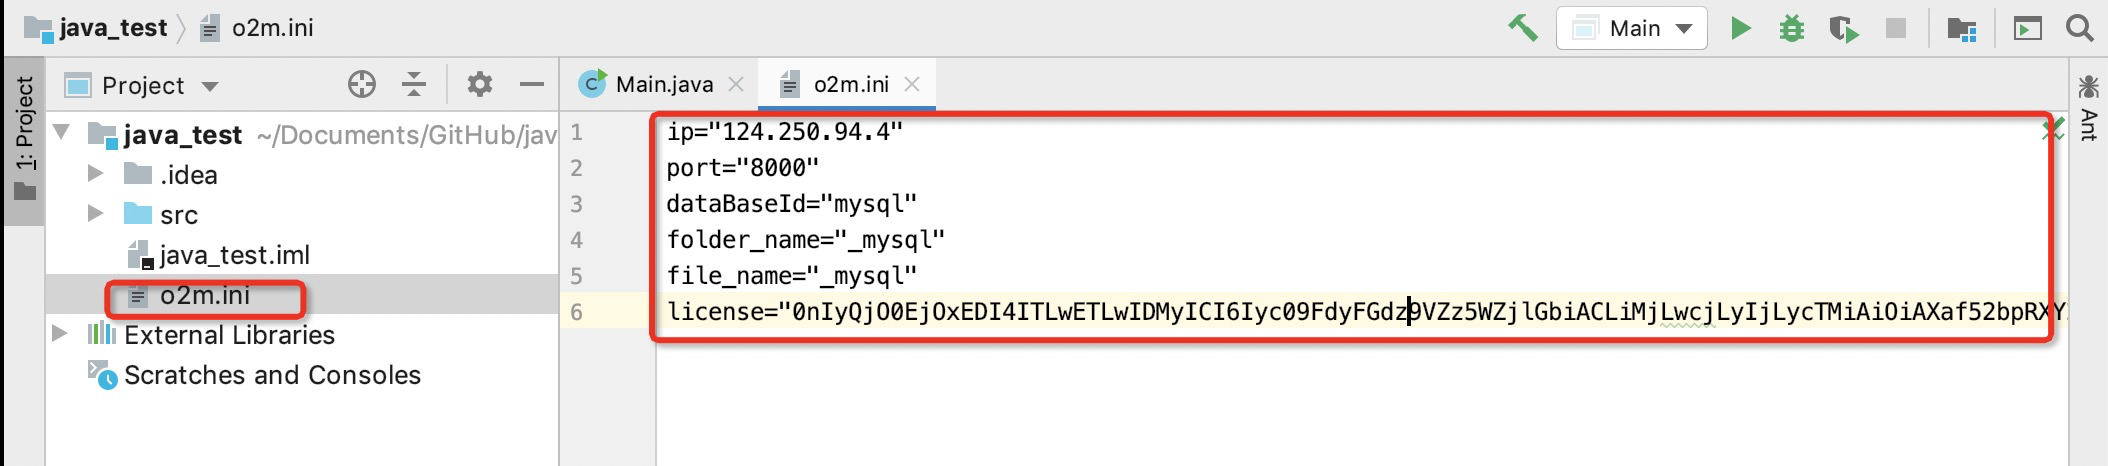 java_test o2m.ini
Main
1: Project
Project
Main.java
o2m.ini
Ant
java_test ~/Documents/GitHub/jav
.idea
src
java_test.iml
o2m.ini
External Libraries
Scratches and Consoles
1 ip="124.250.94.4"
2 port="8000"
3 dataBaseId="mysql"
4 folder_name="_mysql"
5 file_name="_mysql"
6 license="0nIyQjO0EjOxEDI4ITLwETLwIDMyICI6Iyc09FdyFGdz9VZz5WZjlGbiACLiMjLwcjLyIjLycTMiAiOiAXaf52bpRXY